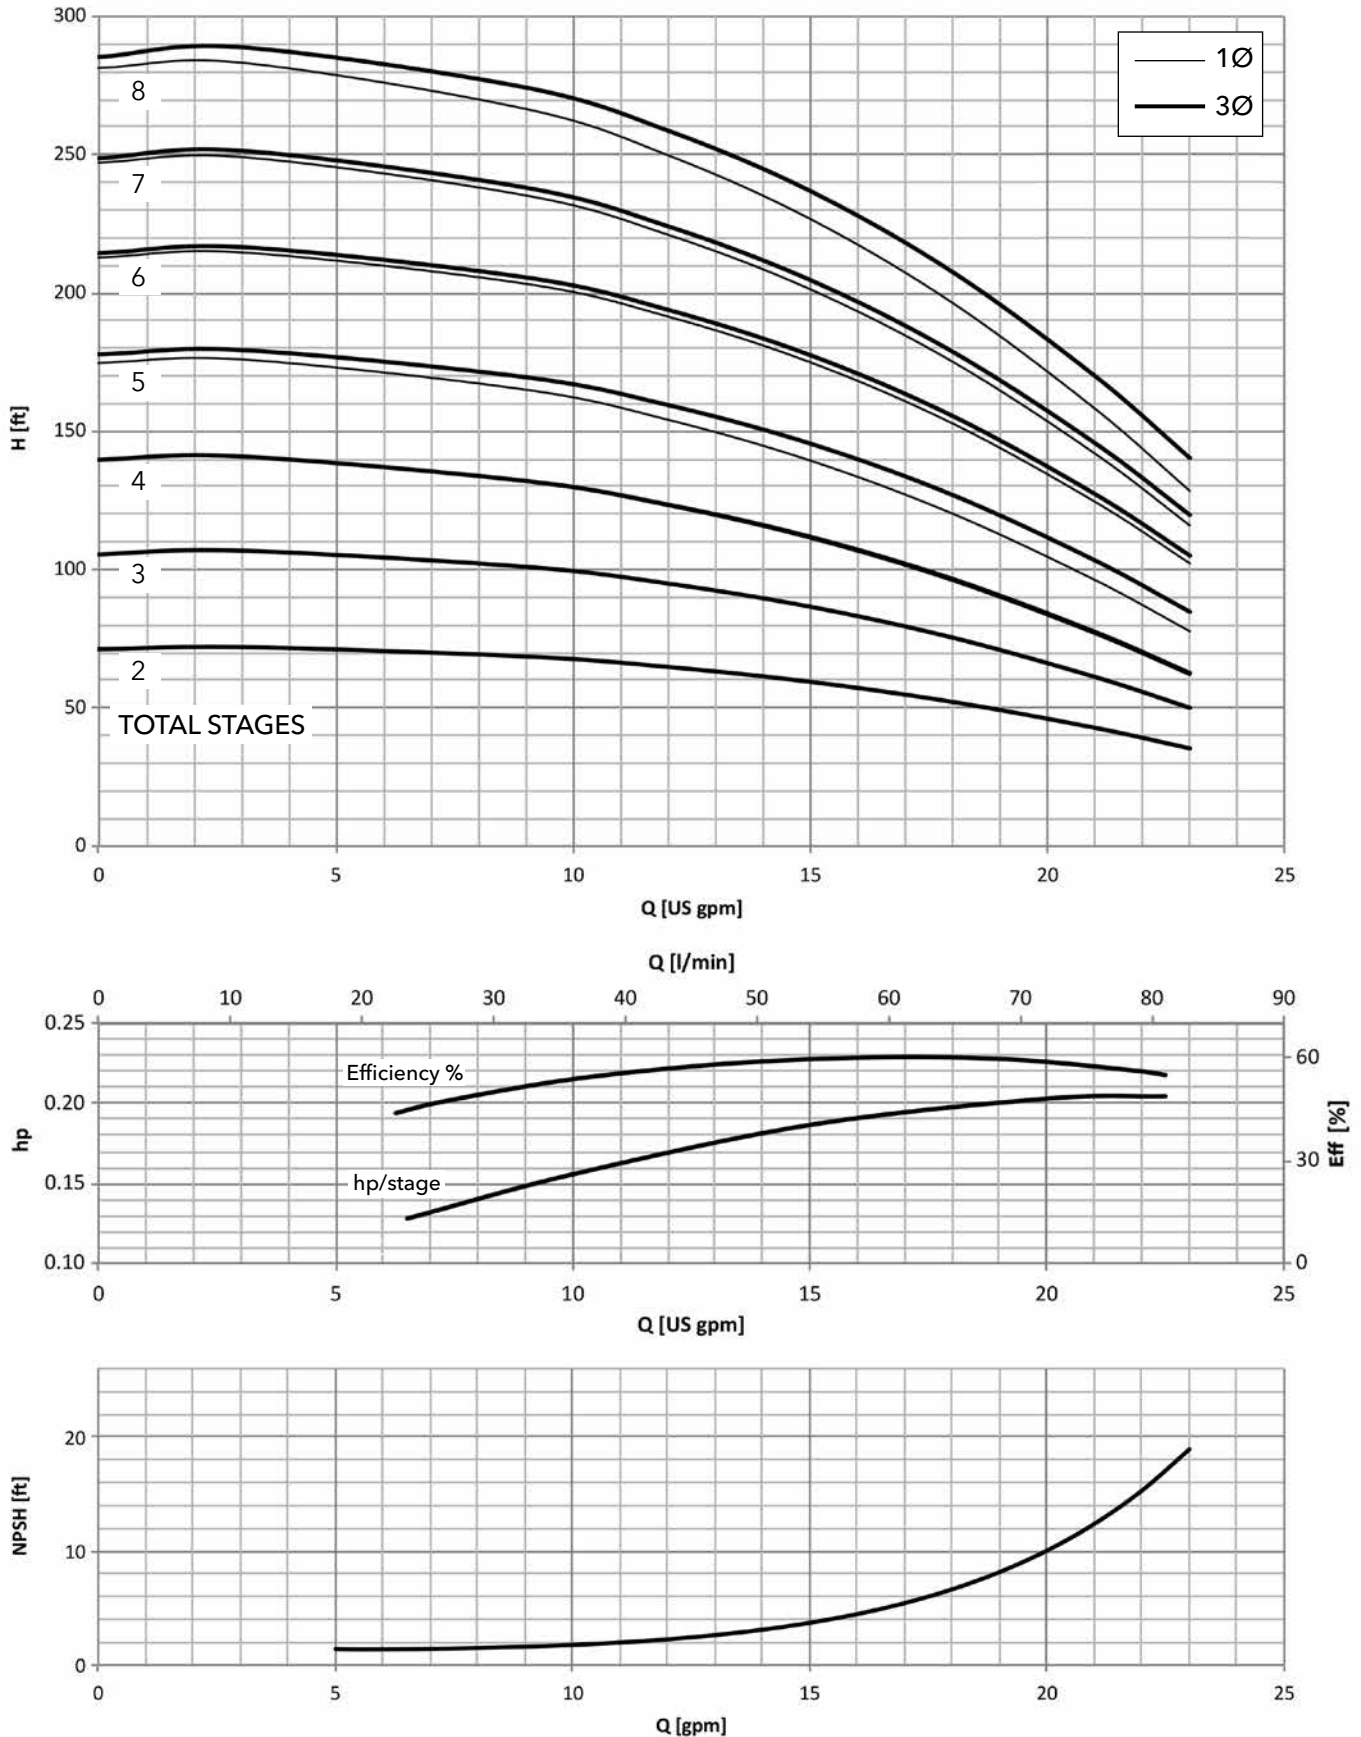 300
1Ø
3Ø
8
250
7
6
200
5
H [ft]
150
4
100
3
2
50
TOTAL STAGES
0
0 5 10 15 20 25
Q [US gpm]
Q [l/min]
0 10 20 30 40 50 60 70 80 90
0.25
Efficiency %
60
0.20
hp
Eff [%]
hp/stage
30
0.15
0.10
0
0 5 10 15 20 25
Q [US gpm]
20
NPSH [ft]
10
0
0 5 10 15 20 25
Q [gpm]